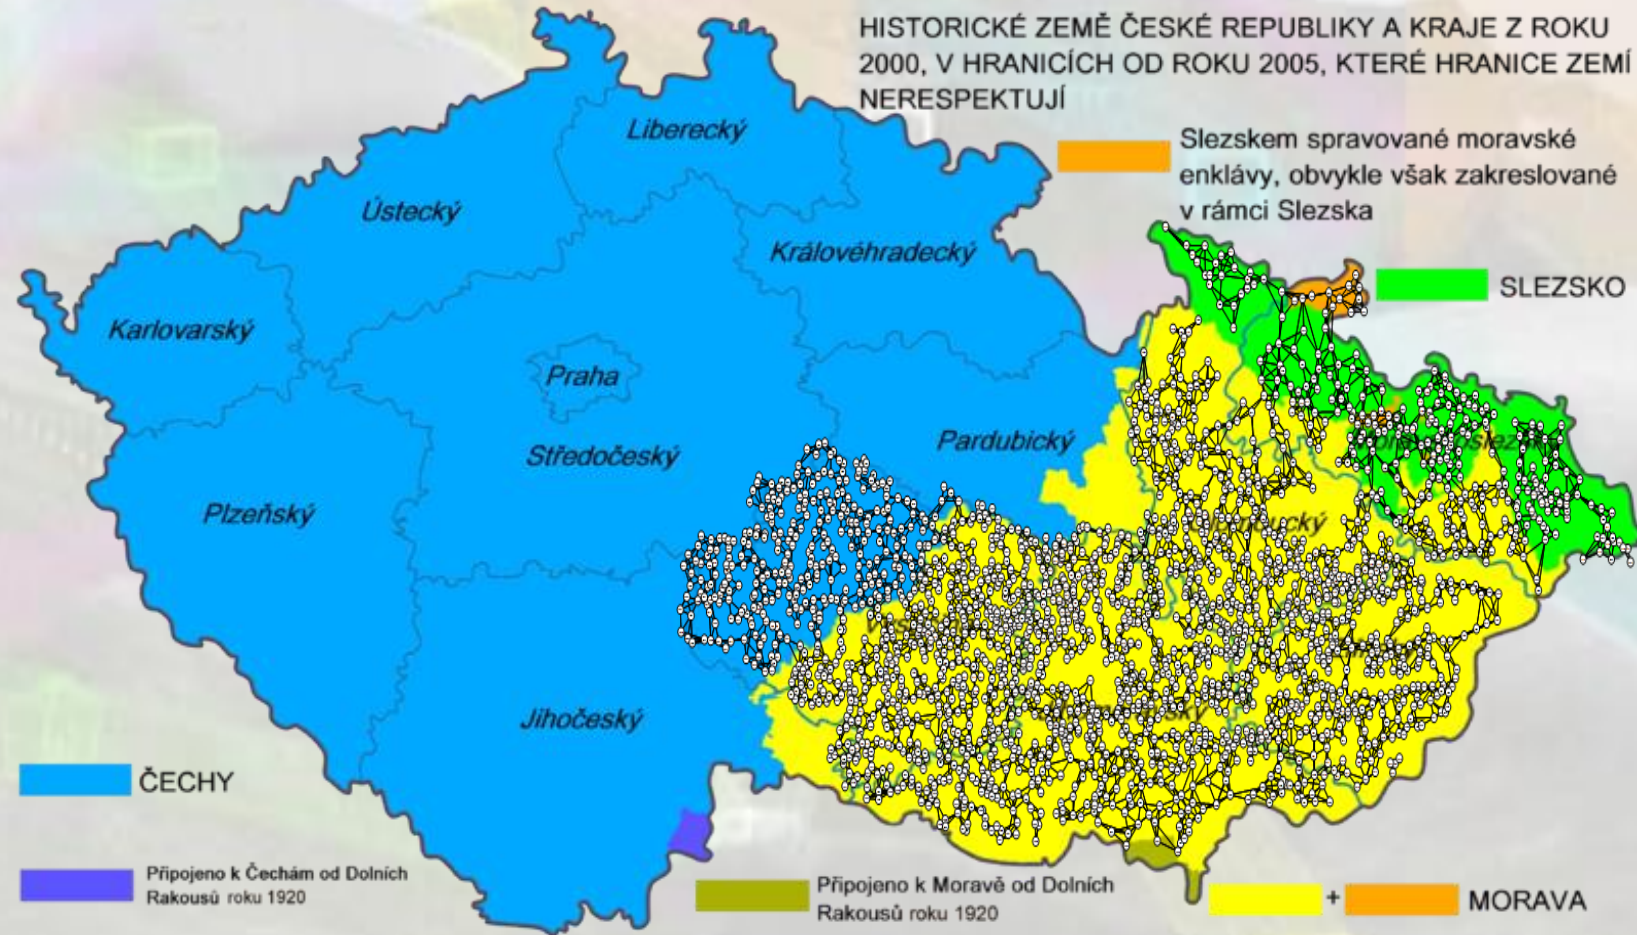 HISTORICKÉ ZEMĚ ČESKÉ REPUBLIKY A KRAJE Z ROKU
2000, V HRANICÍCH OD ROKU 2005, KTERÉ HRANICE ZEMÍ
NERESPEKTUJÍ
Slezskem spravované moravské
enklávy, obvykle však zakreslované
v rámci Slezska
SLEZSKO
Liberecký
Ústecký
Královéhradecký
Karlovarský
Praha
Pardubický
Středočeský
Plzeňský
Jihočeský
ČECHY
Připojeno k Čechám od Dolních
Rakousů roku 1920
Připojeno k Moravě od Dolních
Rakousů roku 1920
+
MORAVA